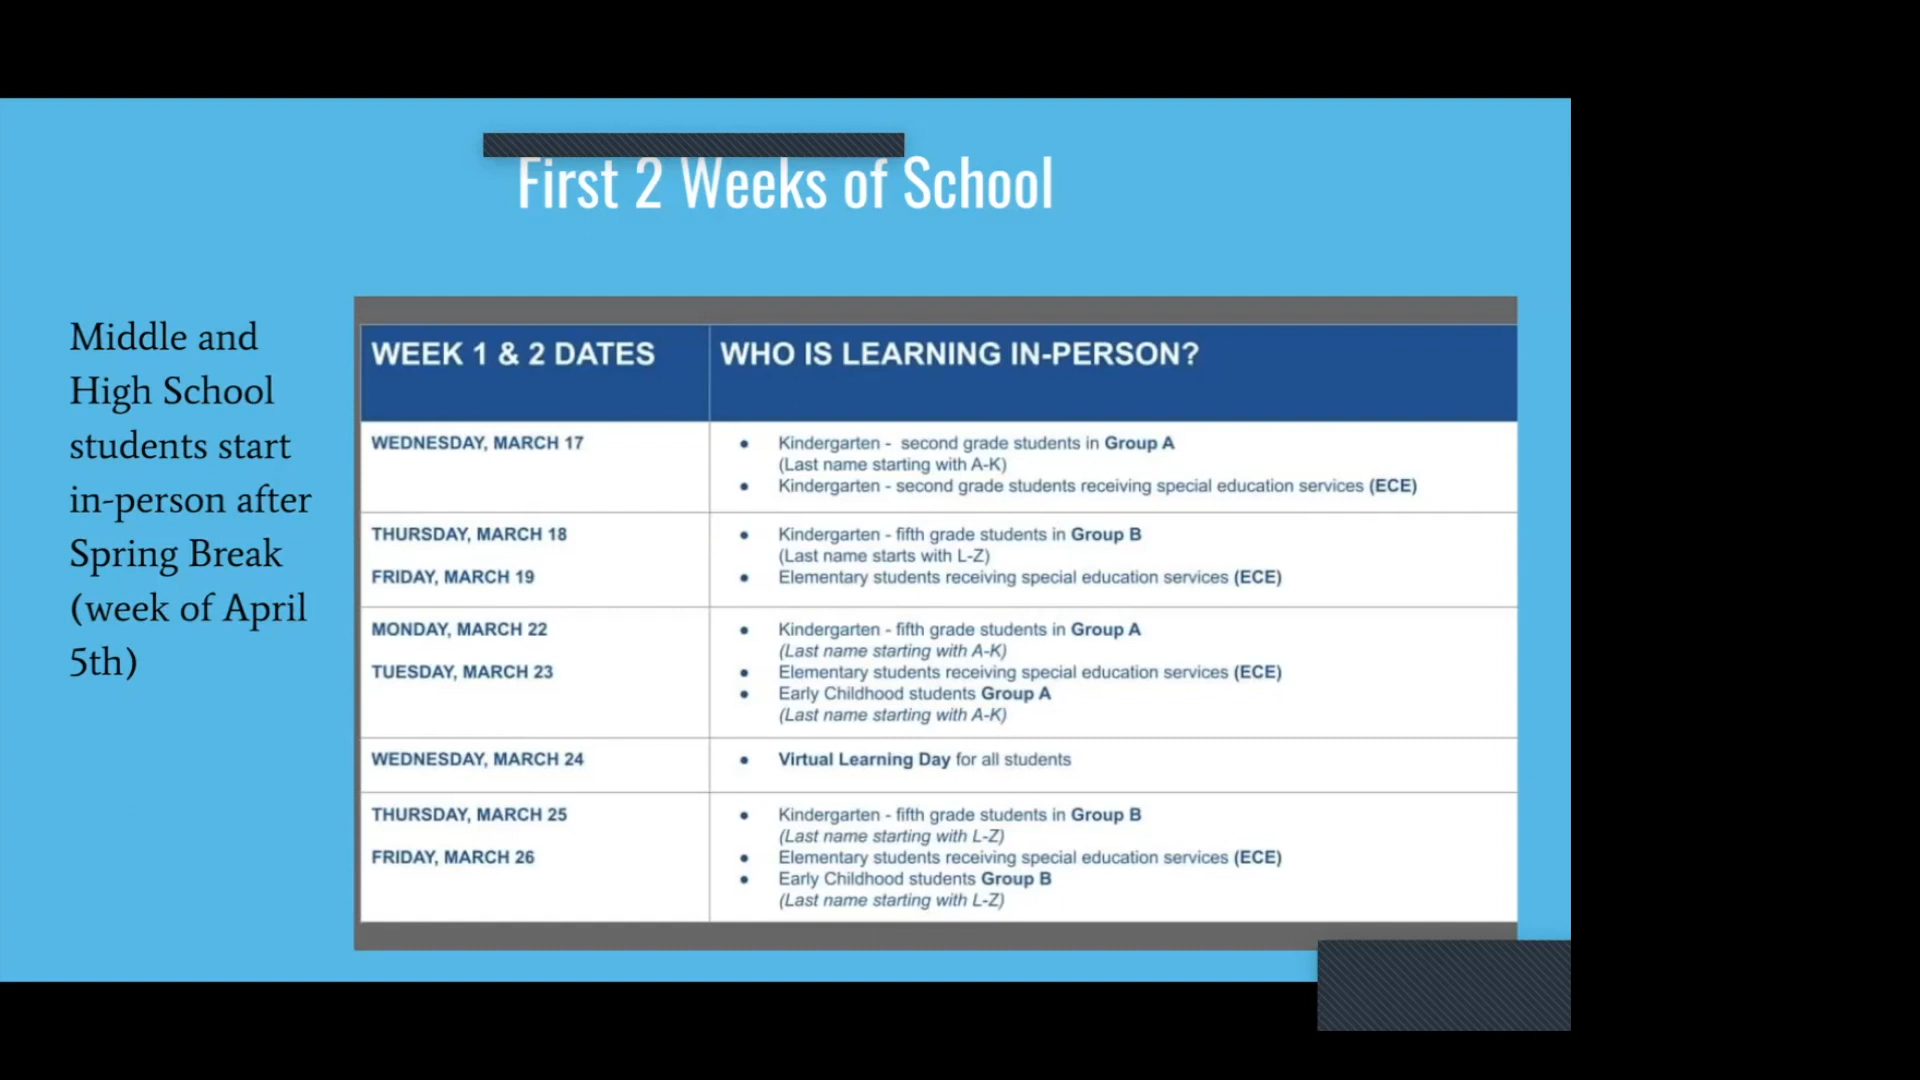 First 2 Weeks of School
Middle and
High School
students start
in-person after
Spring Break
(week of April
5th)
WEEK 1 & 2 DATES
WHO IS LEARNING IN-PERSON?
WEDNESDAY, MARCH 17
● Kindergarten -  second grade students in Group A
(Last name starting with A-K)
● Kindergarten - second grade students receiving special education services (ECE)
THURSDAY, MARCH 18
FRIDAY, MARCH 19
● Kindergarten - fifth grade students in Group B
(Last name starts with L-Z)
● Elementary students receiving special education services (ECE)
MONDAY, MARCH 22
TUESDAY, MARCH 23
● Kindergarten - fifth grade students in Group A
(Last name starting with A-K)
● Elementary students receiving special education services (ECE)
● Early Childhood students Group A
(Last name starting with A-K)
WEDNESDAY, MARCH 24
● Virtual Learning Day for all students
THURSDAY, MARCH 25
FRIDAY, MARCH 26
● Kindergarten - fifth grade students in Group B
(Last name starting with L-Z)
● Elementary students receiving special education services (ECE)
● Early Childhood students Group B
(Last name starting with L-Z)